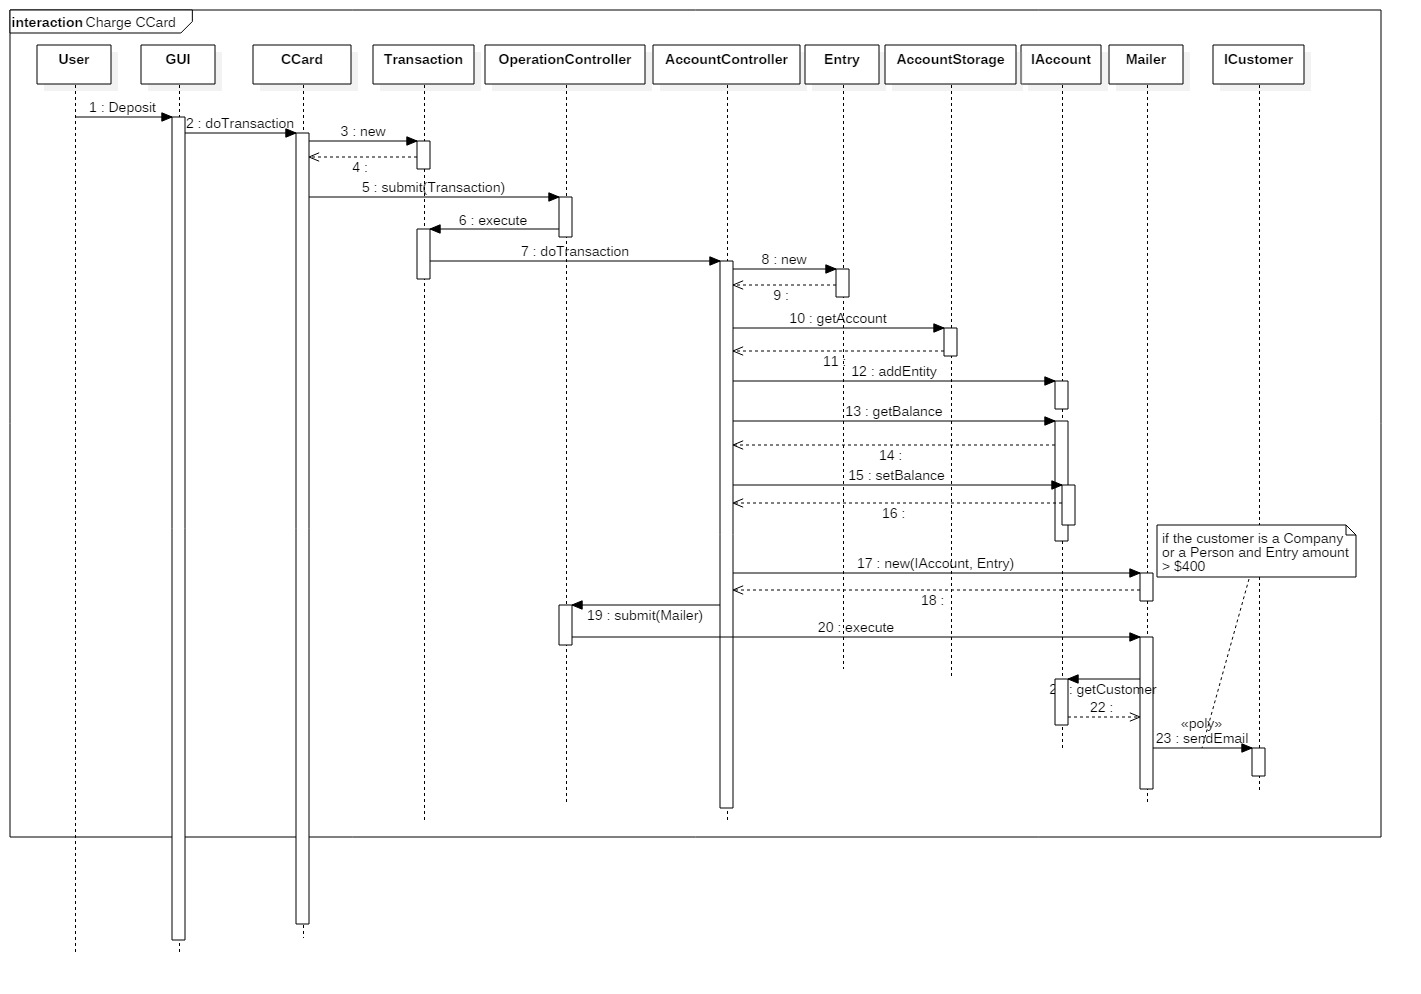 interaction Charge CCard
User
GUI
CCard
Transaction
OperationController
AccountController
Entry
AccountStorage
IAccount
Mailer
ICustomer
1 : Deposit
2 : doTransaction
3 : new
4 :
5 : submit(Transaction)
6 : execute
7 : doTransaction
8 : new
9 :
10 : getAccount
11 :
12 : addEntity
13 : getBalance
14 :
15 : setBalance
16 :
if the customer is a Company
or a Person and Entry amount
> $400
17 : new(IAccount, Entry)
18 :
19 : submit(Mailer)
20 : execute
2 : getCustomer
22 :
«poly»
23 : sendEmail